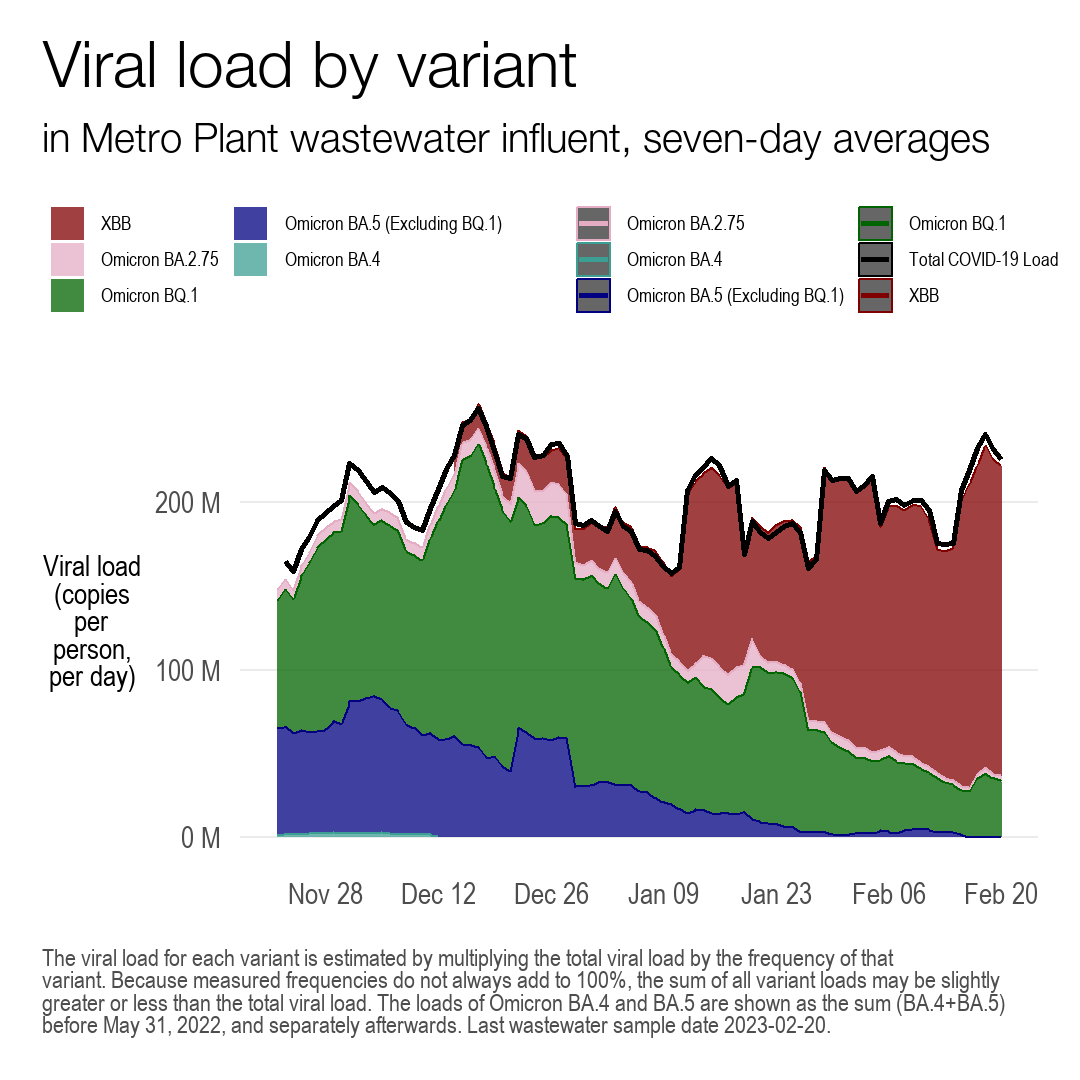 Viral load by variant
in Metro Plant wastewater influent, seven-day averages
XBB
Omicron BA.2.75
Omicron BQ.1
Omicron BA.5 (Excluding BQ.1)
Omicron BA.4
Omicron BA.2.75
Omicron BA.4
Omicron BA.5 (Excluding BQ.1)
Omicron BQ.1
Total COVID-19 Load
XBB
Viral load
(copies
per
person,
per day)
200 M
100 M
0 M
Nov 28
Dec 12
Dec 26
Jan 09
Jan 23
Feb 06
Feb 20
The viral load for each variant is estimated by multiplying the total viral load by the frequency of that
variant. Because measured frequencies do not always add to 100%, the sum of all variant loads may be slightly
greater or less than the total viral load. The loads of Omicron BA.4 and BA.5 are shown as the sum (BA.4+BA.5)
before May 31, 2022, and separately afterwards. Last wastewater sample date 2023-02-20.